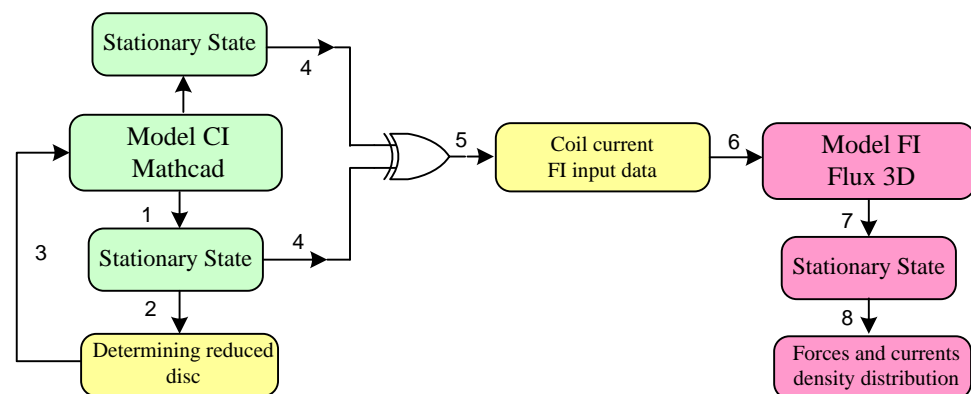 Stationary State
4
Model CI
Mathcad
1
3
Stationary State
4
2
Determining reduced
disc
5
Coil current
FI input data
6
Model FI
Flux 3D
7
Stationary State
8
Forces and currents
density distribution